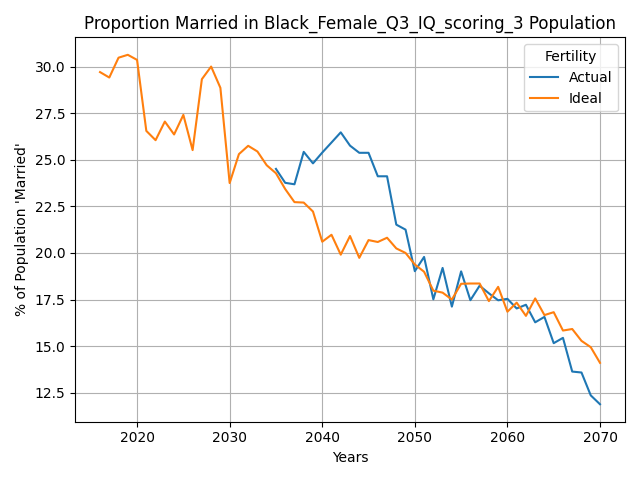 Proportion Married in Black_Female_Q3_IQ_scoring_3 Population
% of Population 'Married'
30.0
27.5
25.0
22.5
20.0
17.5
15.0
12.5
Fertility
Actual
Ideal
2020
2030
2040
2050
2060
2070
Years